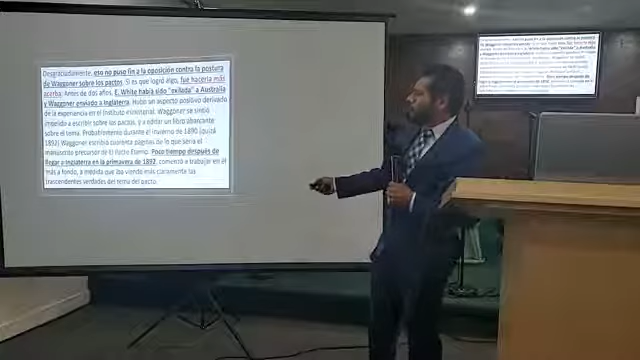 Desgraciadamente, eso no puso fin a la oposición contra la postura
de Waggoner sobre los pactos. Si es que logró algo, fue hacerla más
acerba. Antes de dos años, E. White había sido "exilada" a Australia
y Waggoner enviado a Inglaterra. Hubo un aspecto positivo derivado
de la experiencia en el instituto ministerial. Waggoner se sintió
impelido a escribir sobre los pactos, y a editar un libro abarcante
sobre el tema. Probablemente durante el invierno de 1890 (quizá
1892) Waggoner escribió cuarenta páginas de lo que sería el
manuscrito precursor de El Pacto Eterno. Poco tiempo después de
llegar a Inglaterra en la primavera de 1892, comenzó a trabajar en él
más a fondo, a medida que iba viendo más claramente las
trascendentes verdades del tema del pacto.